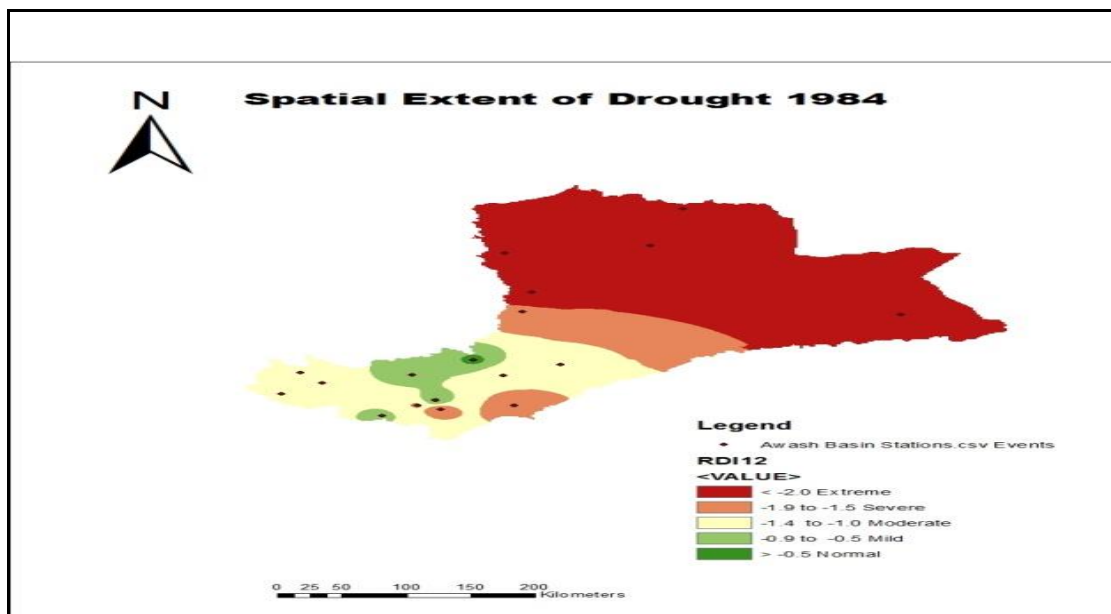 N
Spatial Extent of Drought 1984
Legend
Awash Basin Stations.csv Events
RDI12
<VALUE>
< -2.0 Extreme
-1.9 to -1.5 Severe
-1.4 to -1.0 Moderate
-0.9 to -0.5 Mild
> -0.5 Normal
0 25 50 100 150 200
Kilometers